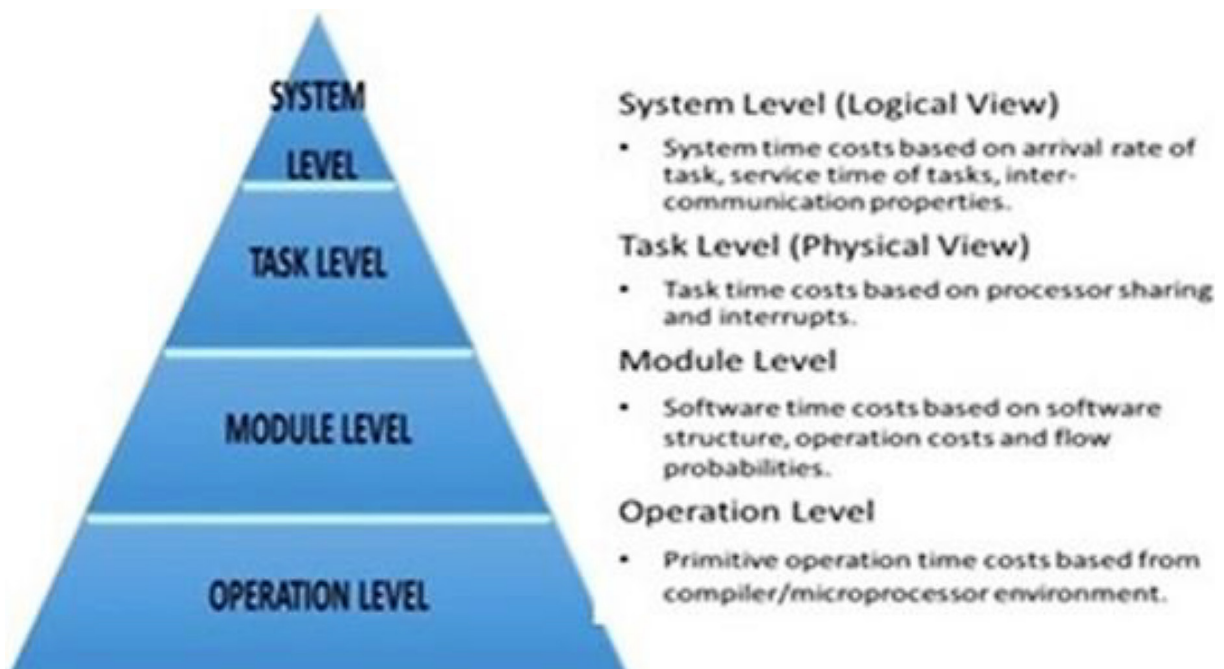 SYSTEM
LEVEL
TASK LEVEL
MODULE LEVEL
OPERATION LEVEL
System Level (Logical View)
• System time costs based on arrival rate of
task, service time of tasks, inter-
communication properties.
Task Level (Physical View)
• Task time costs based on processor sharing
and interrupts.
Module Level
• Software time costs based on software
structure, operation costs and flow
probabilities.
Operation Level
• Primitive operation time costs based from
compiler/microprocessor environment.